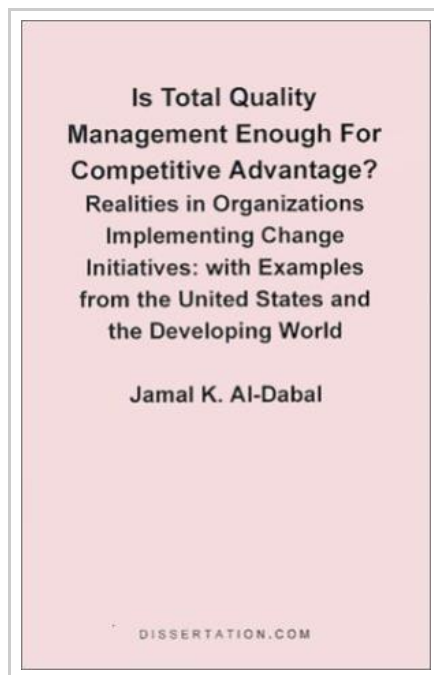 Is Total Quality
Management Enough For
Competitive Advantage?
Realities in Organizations
Implementing Change
Initiatives: with Examples
from the United States and
the Developing World
Jamal K. Al-Dabal
DISSERTATION.COM